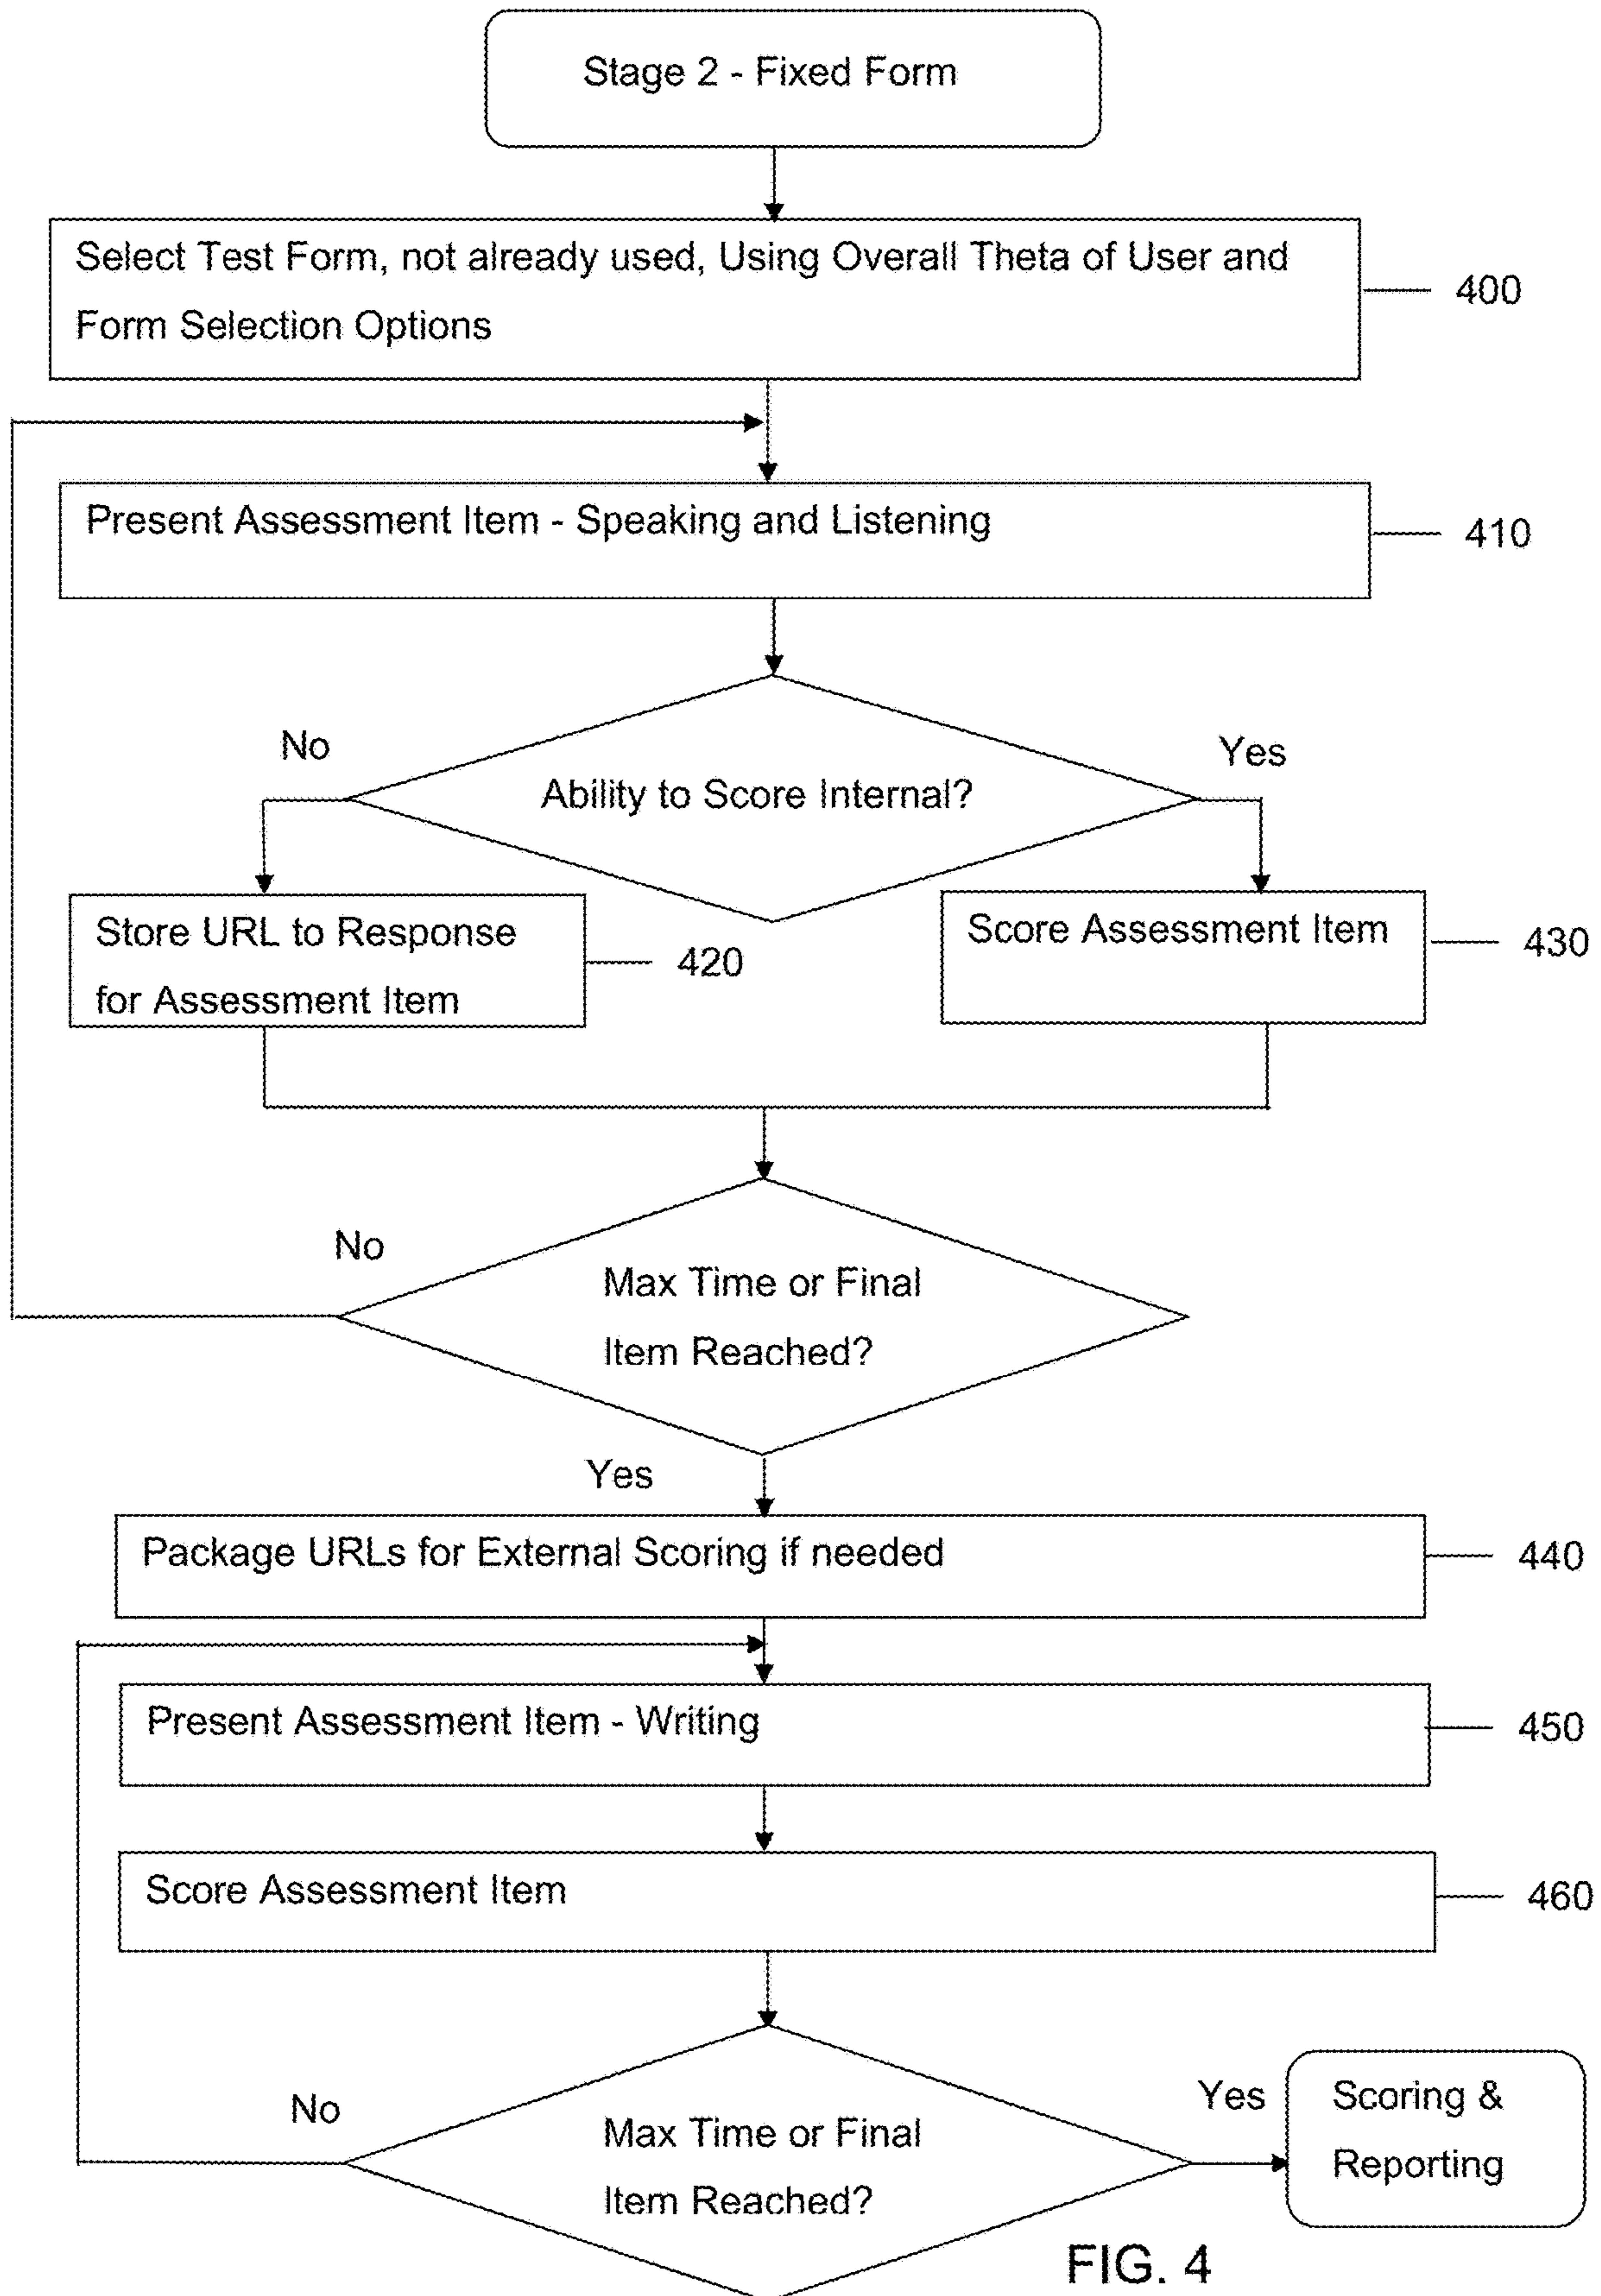 Stage 2 - Fixed Form
Select Test Form, not already used, Using Overall Theta of User and
Form Selection Options
400
Present Assessment Item - Speaking and Listening
410
No
Yes
Ability to Score Internal?
Store URL to Response
for Assessment Item
420
Score Assessment Item
430
No
Max Time or Final
Item Reached?
Yes
Package URLs for External Scoring if needed
440
Present Assessment Item - Writing
450
Score Assessment Item
460
No
Max Time or Final
Item Reached?
Yes
Scoring &
Reporting
FIG. 4